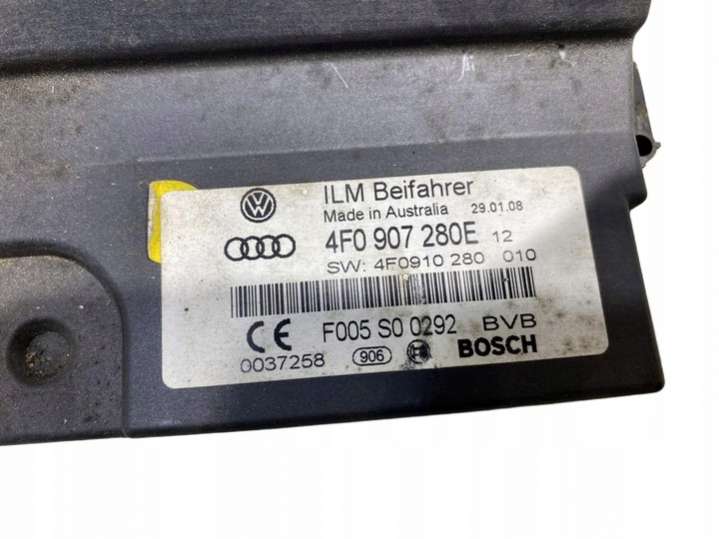 ILM Beifahrer
Made in Australia 29.01.08
4F0 907 280E 12
SW: 4F0910 280 010
CE F005 S0 0292 BVB
0037258 906 BOSCH